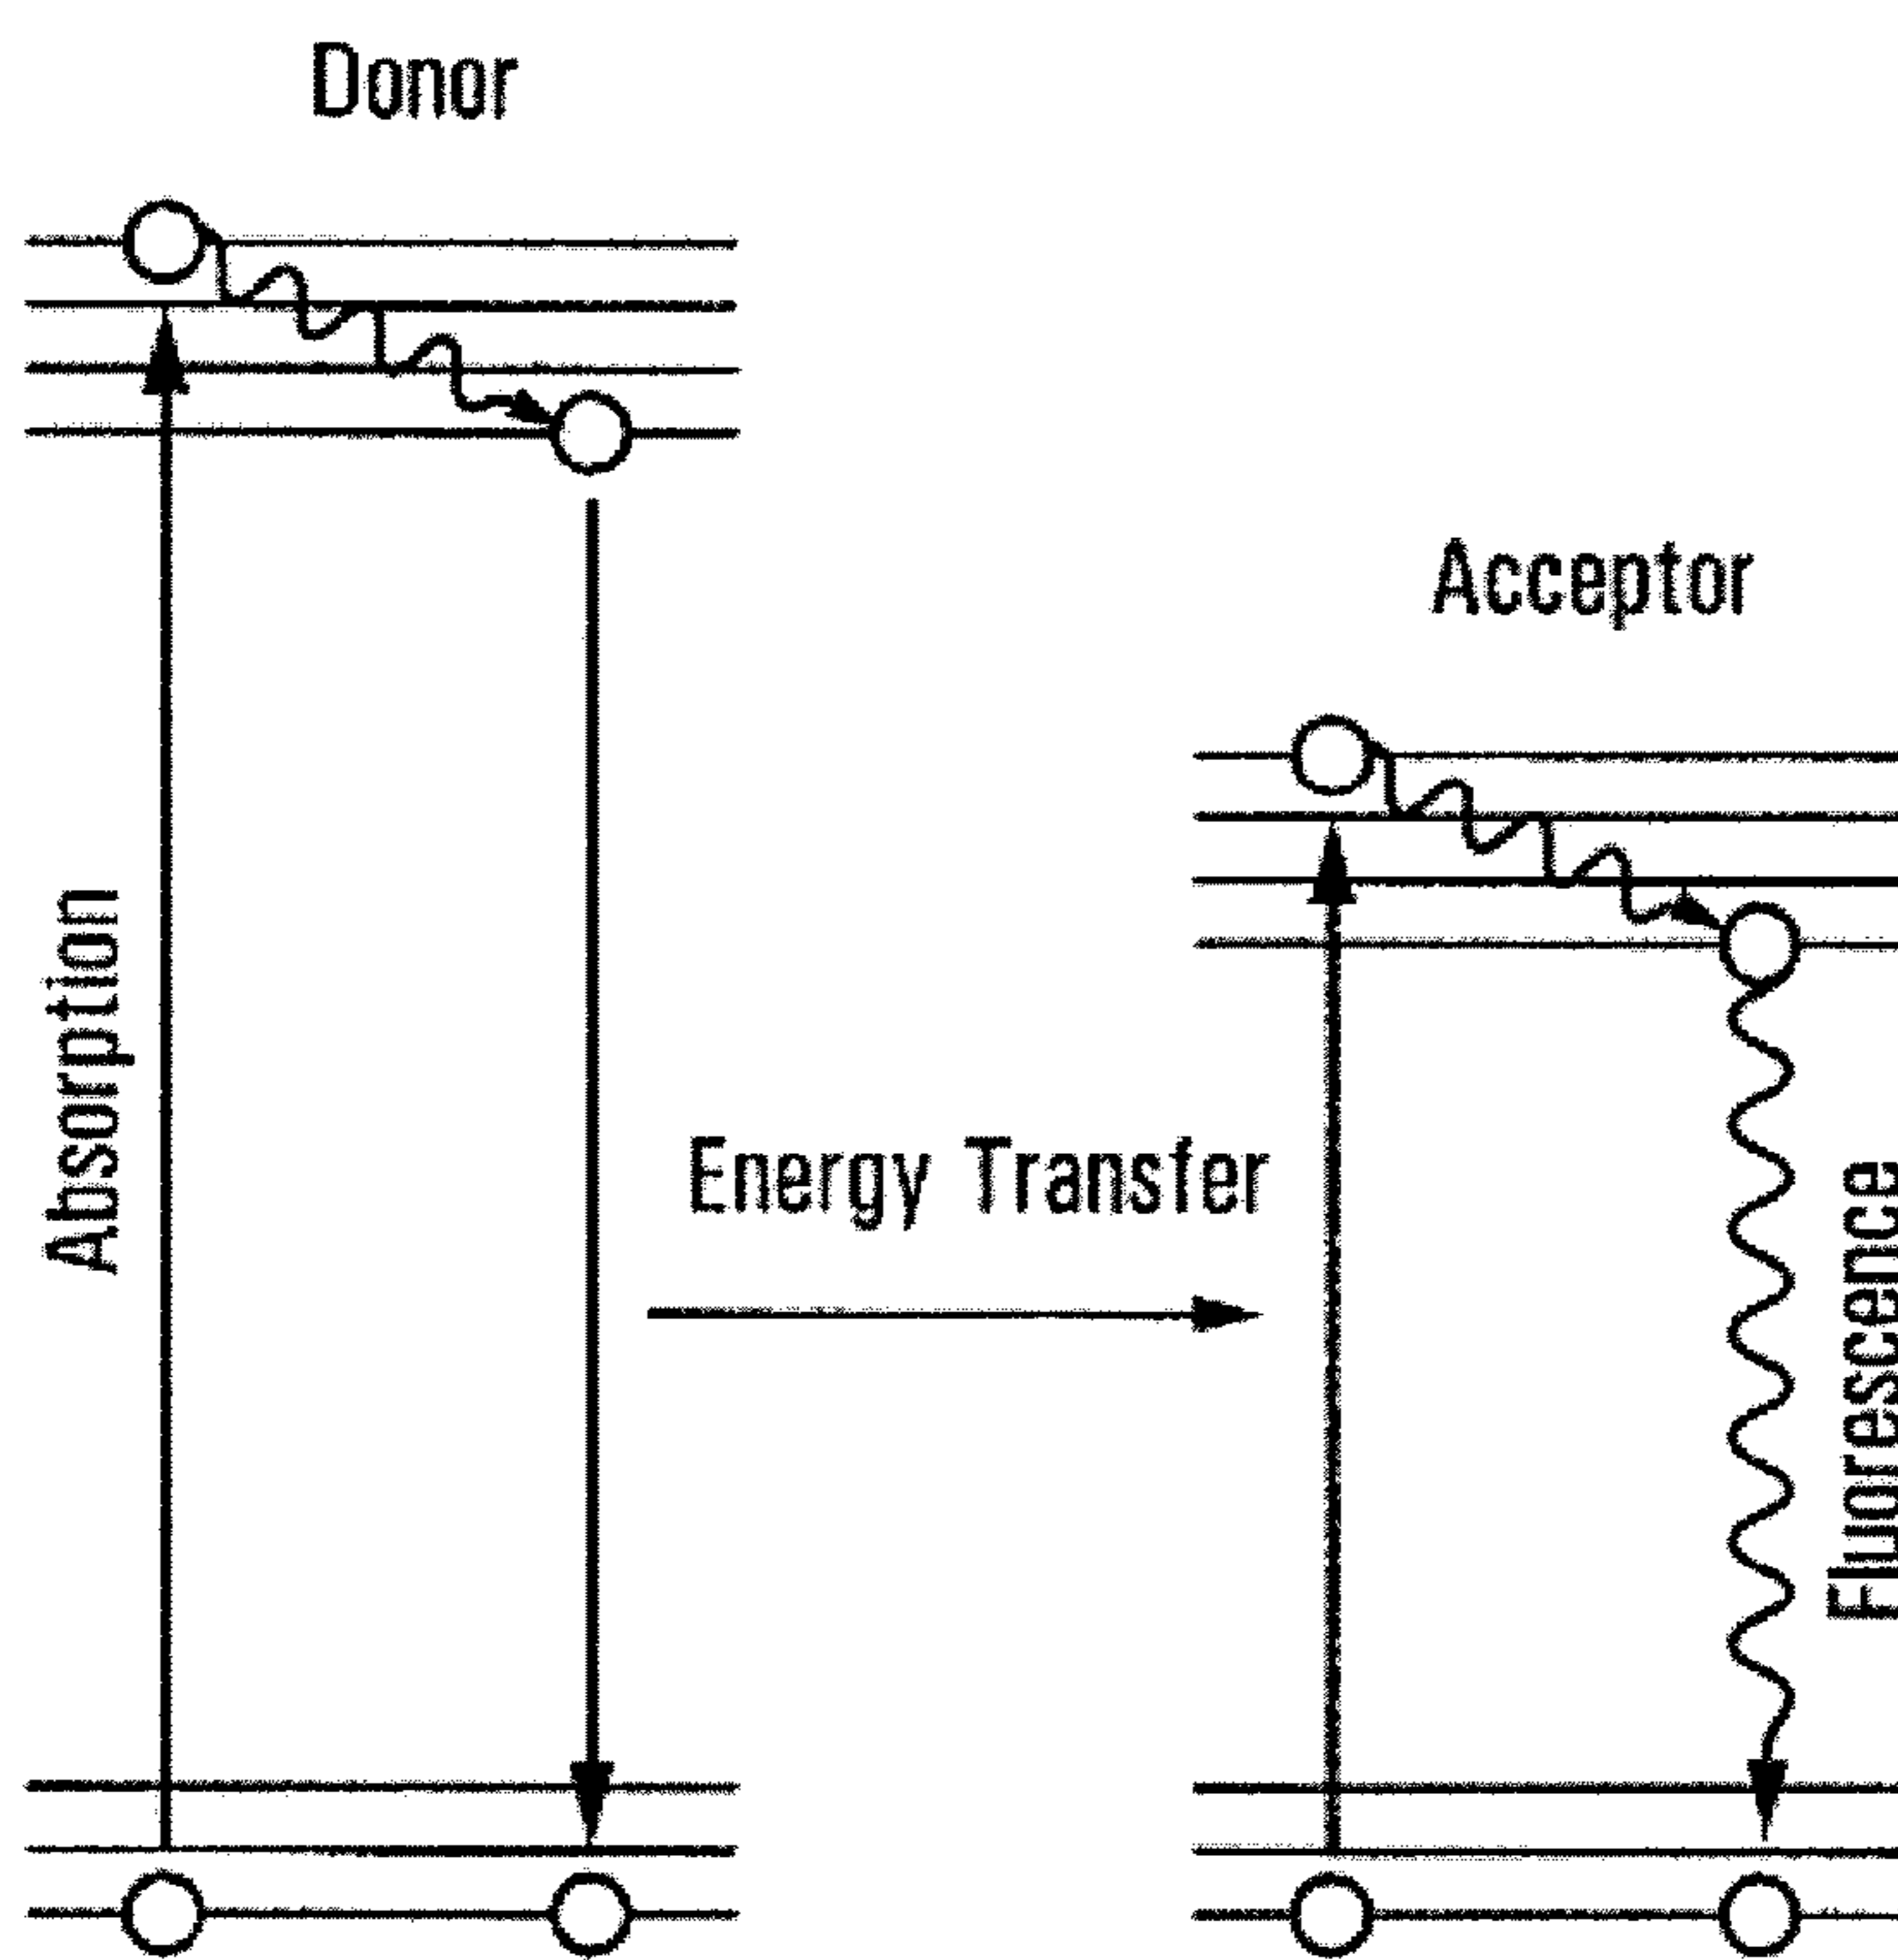 Donor
Acceptor
Absorption
Energy Transfer
Fluorescence